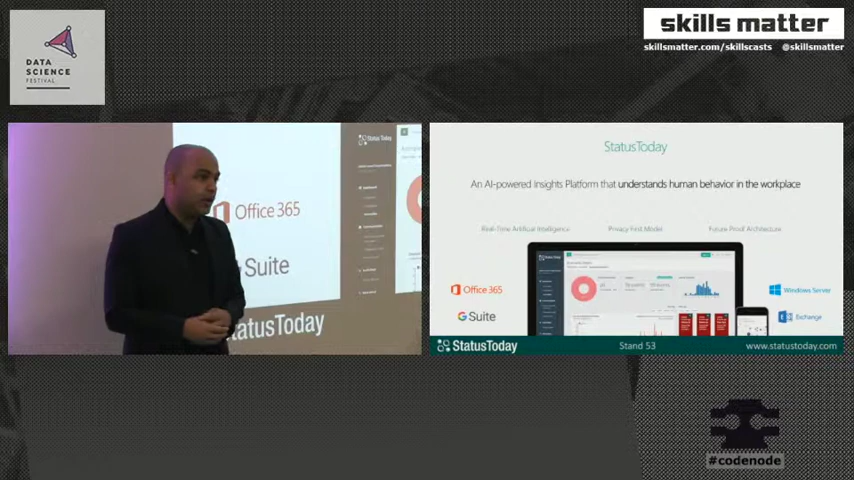 DATA
SCIENCE
FESTIVAL
skills matter
skillsmatter.com/skillscasts @skillsmatter
StatusToday
Office 365
Suite
StatusToday
StatusToday
An AI-powered Insights Platform that understands human behavior in the workplace
Real-Time Artificial Intelligence
Privacy First Model
Future Proof Architecture
Office 365
G Suite
Windows Server
Exchange
StatusToday
Stand 53
www.statustoday.com
#codenode